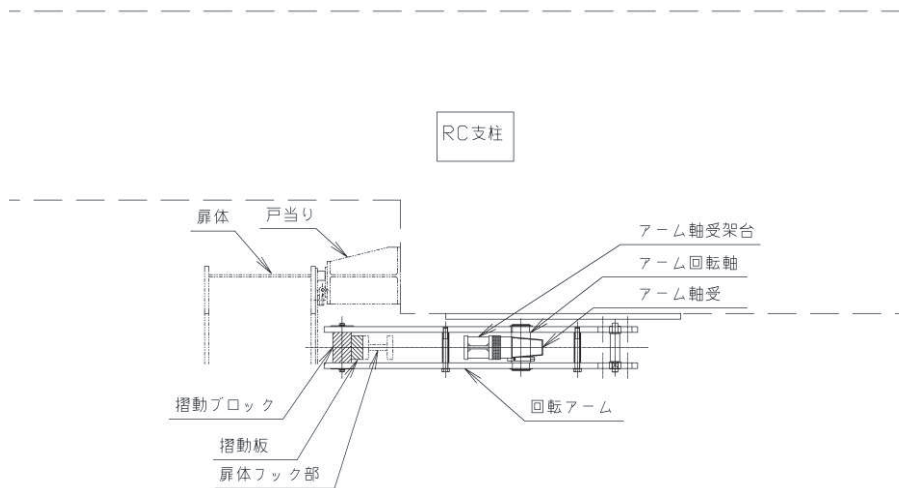 RC支柱
扉体
戸当り
アーム軸受架台
アーム回転軸
アーム軸受
摺動ブロック
回転アーム
摺動板
扉体フック部